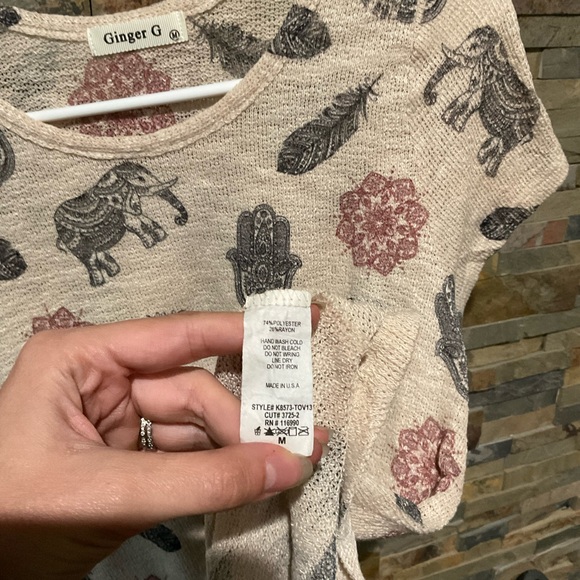 Ginger G M
74%POLYESTER
26%RAYON
HAND WASH COLD
DO NOT BLEACH
DO NOT WRING
LINE DRY
DO NOT IRON
MADE IN U.S.A
STYLE# K8573-TOV13
CUT# 3725-2
RN # 116990
M